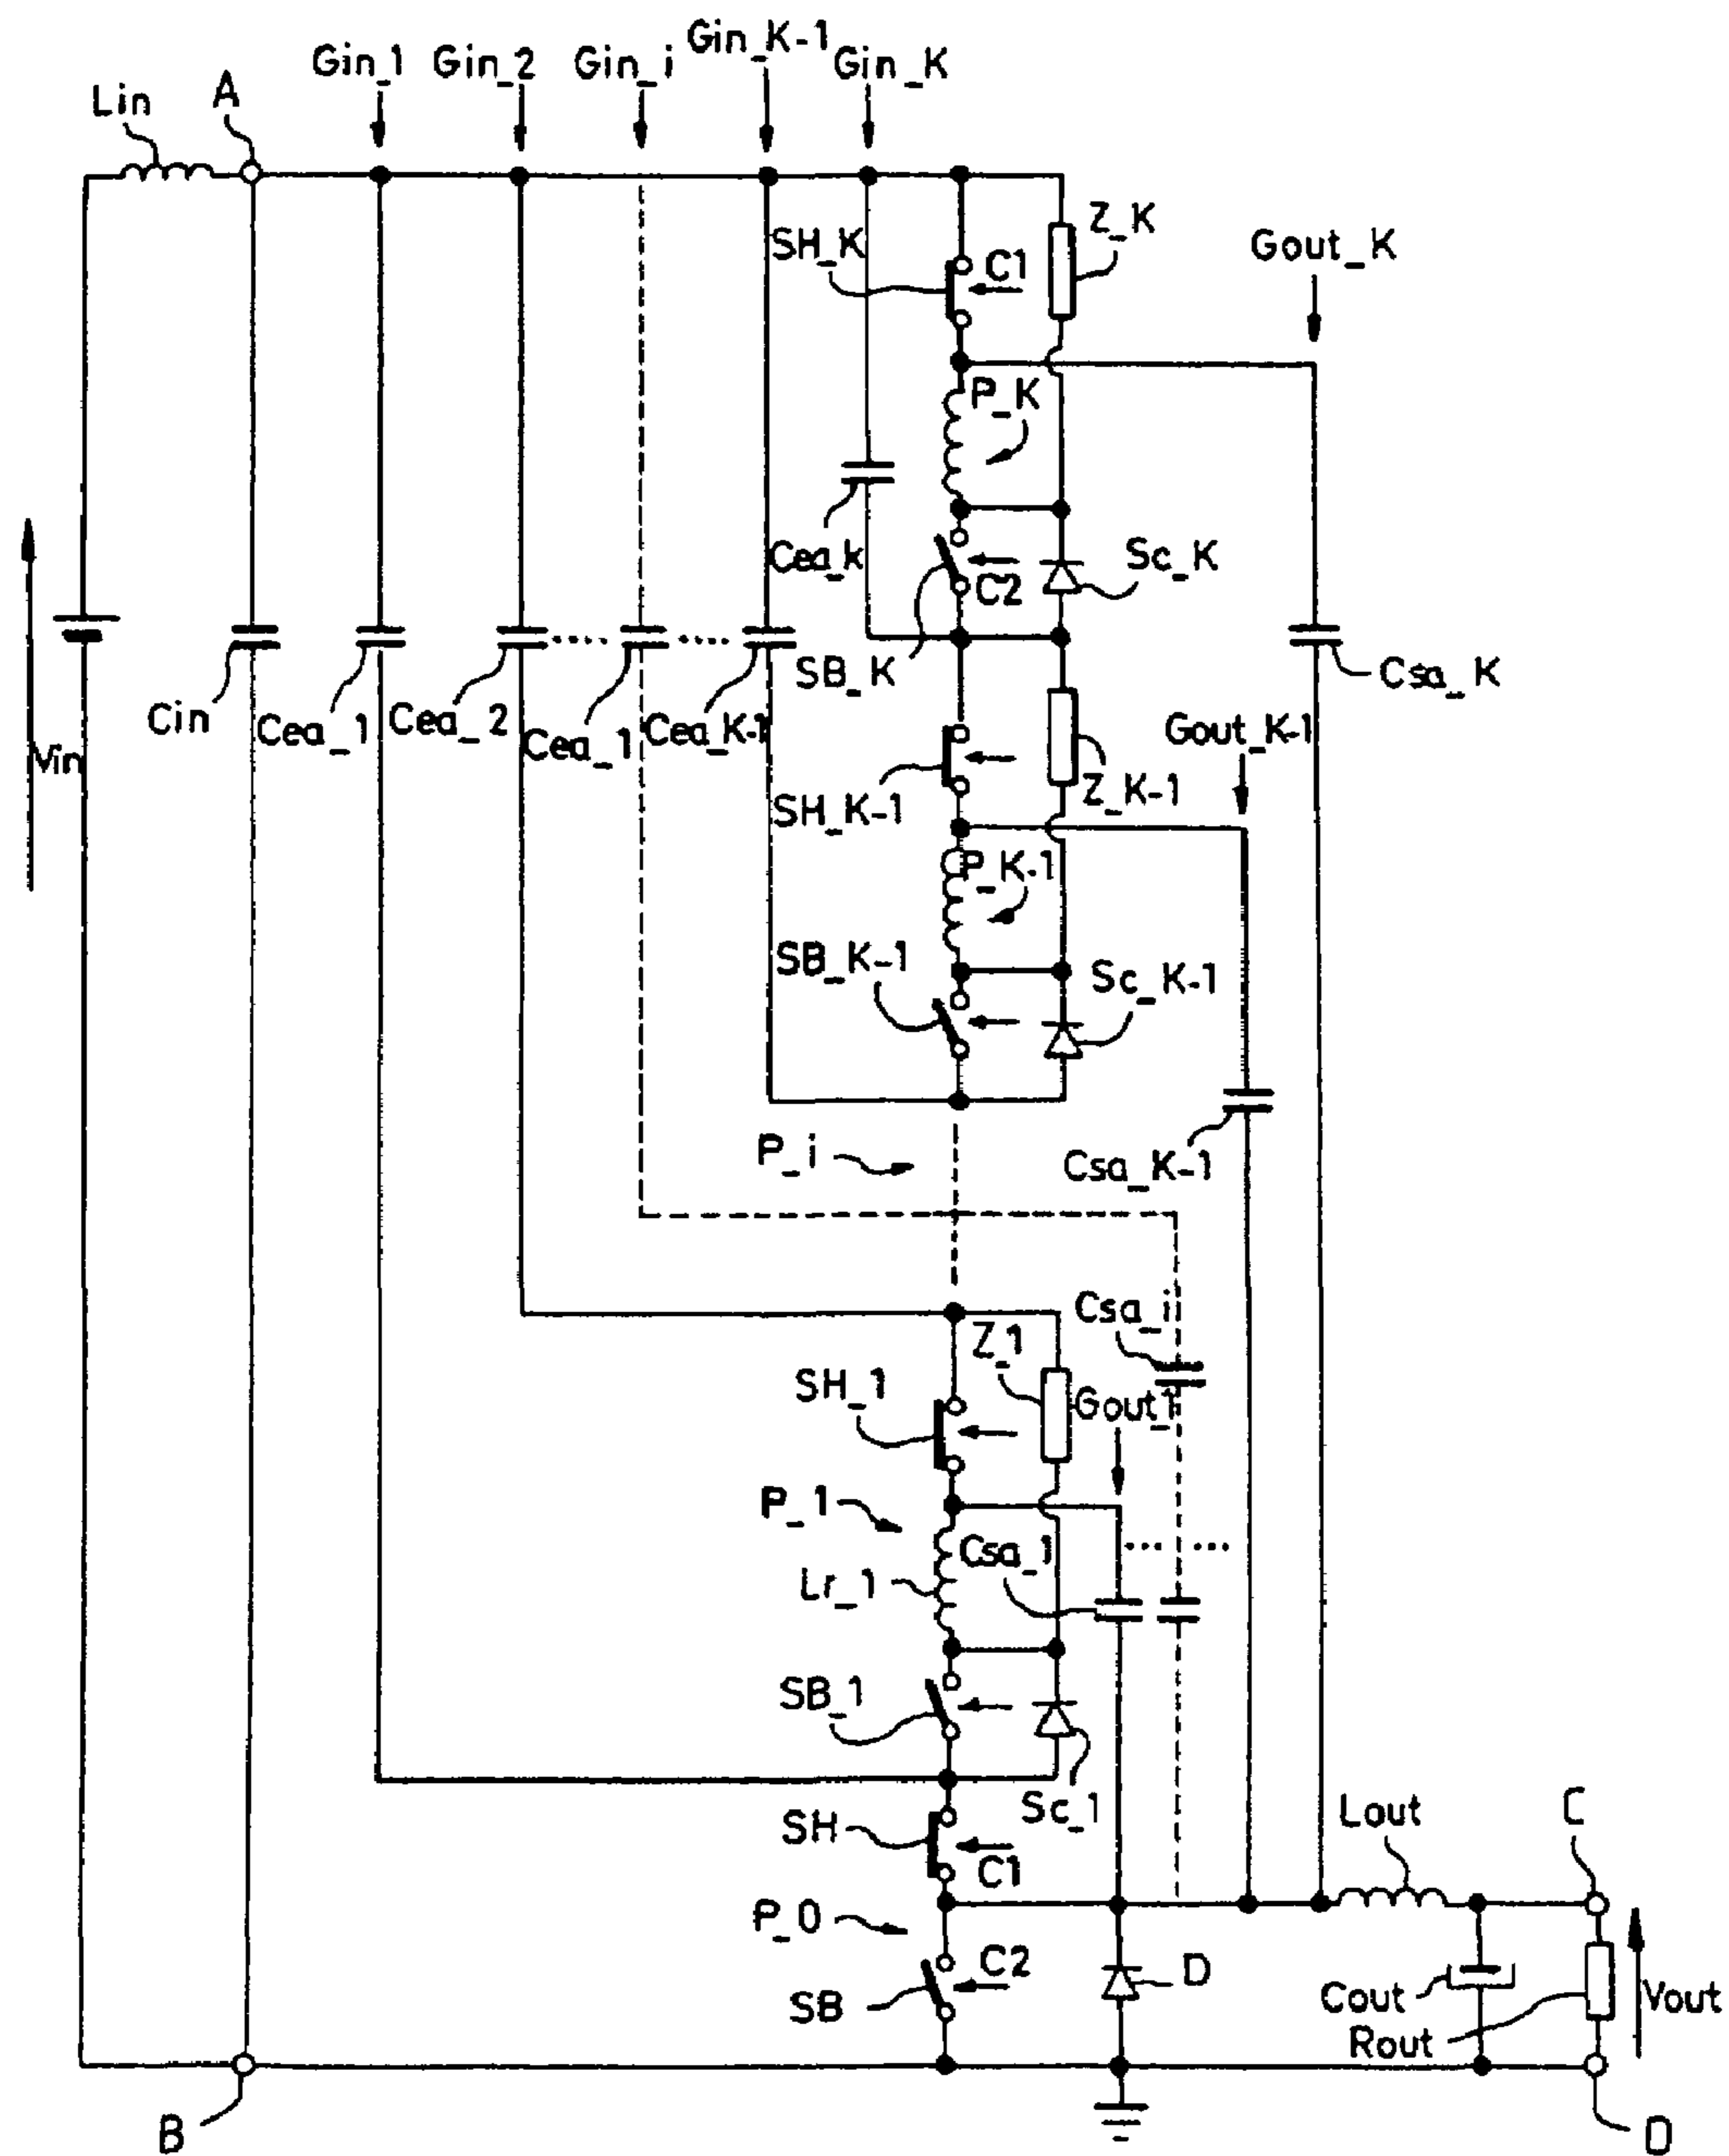 Gin_1
Gin_2
Gin_i
Gin_K-1
Gin_K
Lin
A
SH_K
C1
Z_K
Gout_K
P_K
Cea_k
C2
Sc_K
SB_K
Csa_K
Vin
Cin
Cea_1
Cea_2
Cea_1
Cea_K-1
Gout_K-1
SH_K-1
Z_K-1
P_K-1
SB_K-1
Sc_K-1
P_i
Csa_K-1
Csa_i
Z_1
SH_1
Gout_1
P_1
Csa_1
Lr_1
SB_1
Sc_1
SH
C1
Lout
C
P_0
C2
D
SB
Cout
Rout
Vout
B
D